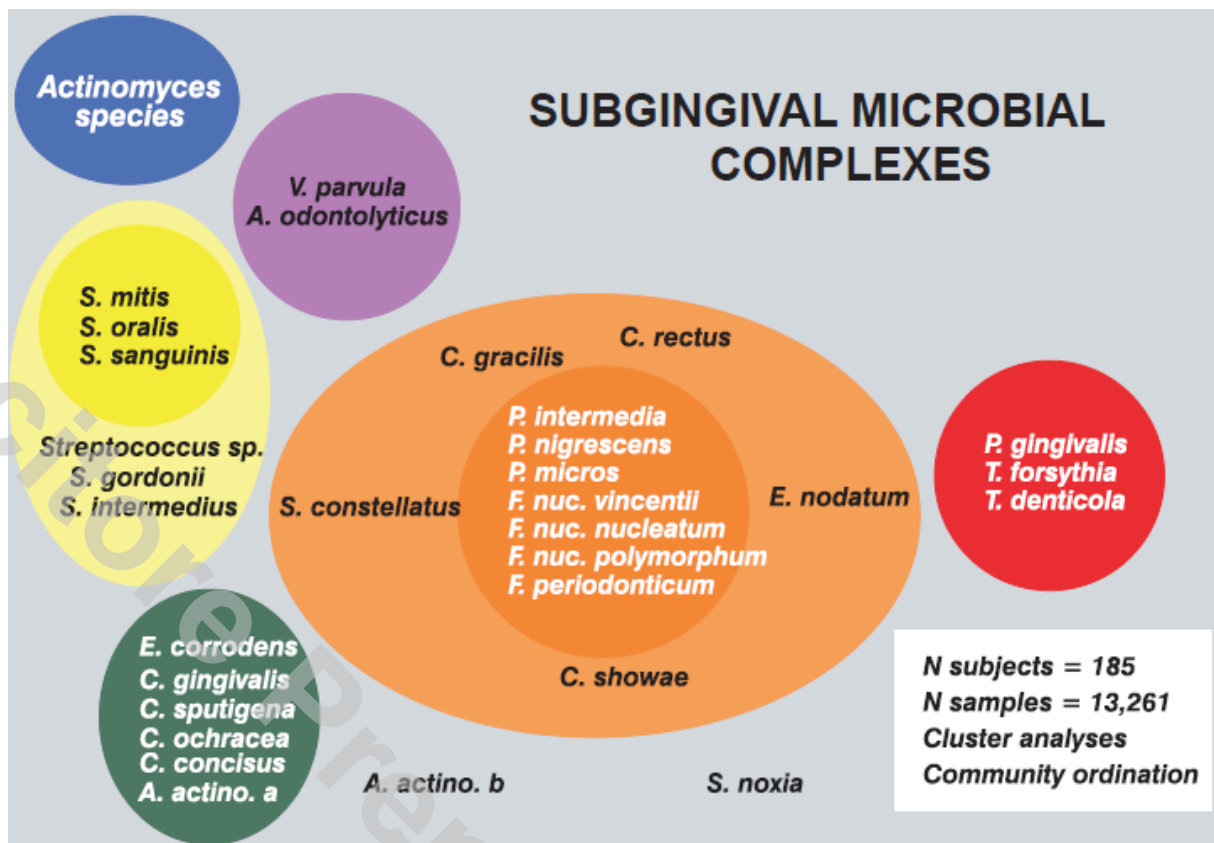 Actinomyces
species
SUBGINGIVAL MICROBIAL
COMPLEXES
V. parvula
A. odontolyticus
S. mitis
S. oralis
S. sanguinis
Streptococcus sp.
S. gordonii
S. intermedius
C. gracilis
C. rectus
P. intermedia
P. nigrescens
P. micros
F. nuc. vincentii
F. nuc. nucleatum
F. nuc. polymorphum
F. periodonticum
S. constellatus
E. nodatum
C. showae
P. gingivalis
T. forsythia
T. denticola
E. corrodens
C. gingivalis
C. sputigena
C. ochracea
C. concisus
A. actino. a
A. actino. b
S. noxia
N subjects = 185
N samples = 13,261
Cluster analyses
Community ordination